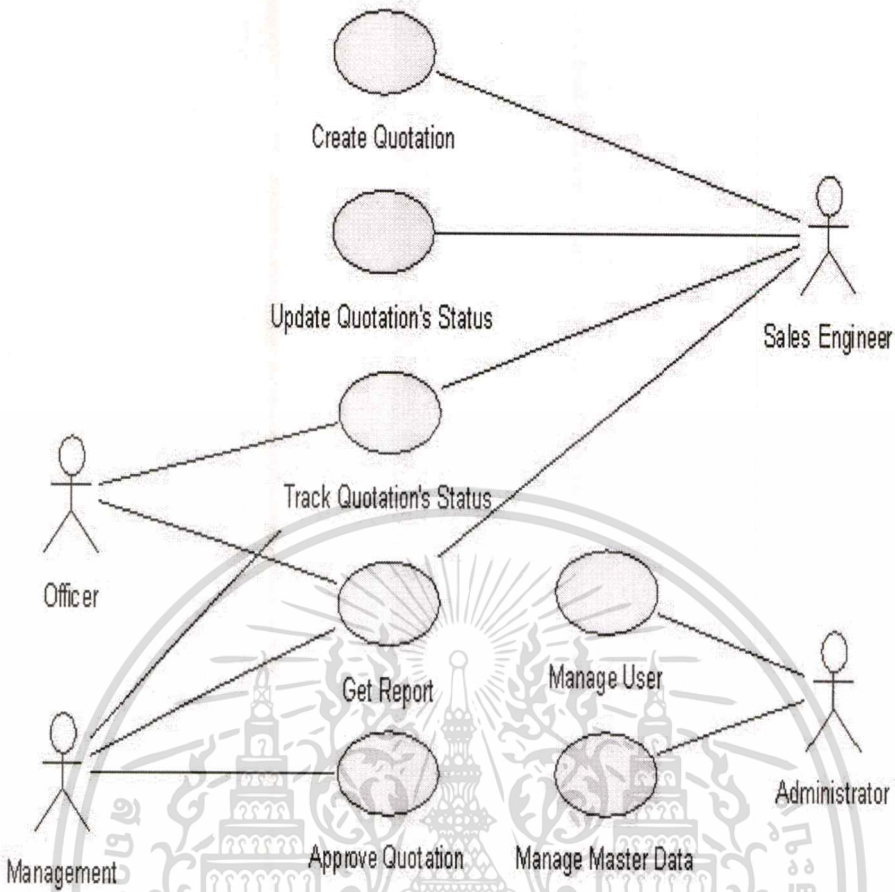 Create Quotation
Update Quotation's Status
Sales Engineer
Track Quotation's Status
Officer
Get Report
Manage User
Administrator
Management
Approve Quotation
Manage Master Data